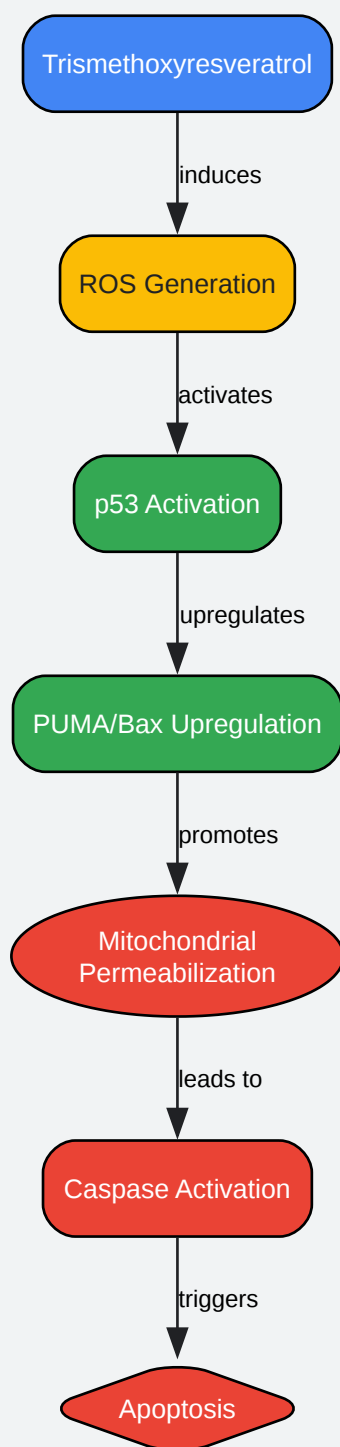 Trismethoxyresveratrol
induces
ROS Generation
activates
p53 Activation
upregulates
PUMA/Bax Upregulation
promotes
Mitochondrial
Permeabilization
leads to
Caspase Activation
triggers
Apoptosis